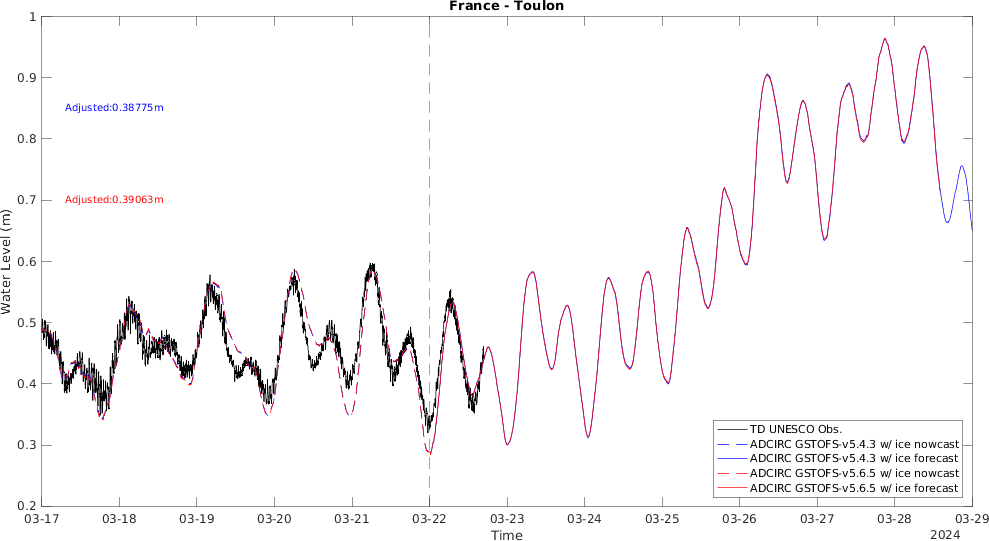 France - Toulon
1
0.9
0.8
0.7
0.6
0.5
0.4
0.3
0.2
Water Level (m)
Adjusted:0.38775m
Adjusted:0.39063m
TD UNESCO Obs.
ADCIRC GSTOFS-v5.4.3 w/ ice nowcast
ADCIRC GSTOFS-v5.4.3 w/ ice forecast
ADCIRC GSTOFS-v5.6.5 w/ ice nowcast
ADCIRC GSTOFS-v5.6.5 w/ ice forecast
03-17 03-18 03-19 03-20 03-21 03-22 03-23 03-24 03-25 03-26 03-27 03-28 03-29
Time
2024